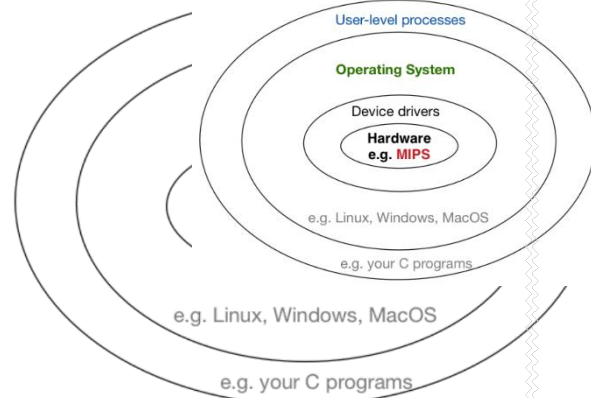 User-level processes
Operating System
Device drivers
Hardware
e.g. MIPS
e.g. Linux, Windows, MacOS
e.g. your C programs
e.g. Linux, Windows, MacOS
e.g. your C programs